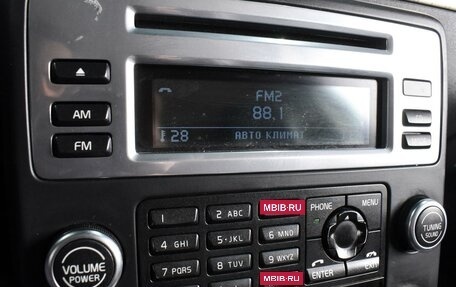 FM2
88,1
28 АВТО КЛИМАТ
AM
FM
1
2 ABC
MBIB·RU
PHONE
MENU
4 GHI
5·JKL
6 MNO
7 PQRS
8 TUV
9 WXYZ
ENTER
EXIT
MBIB·RU
VOLUME
POWER
TUNING
SOUND